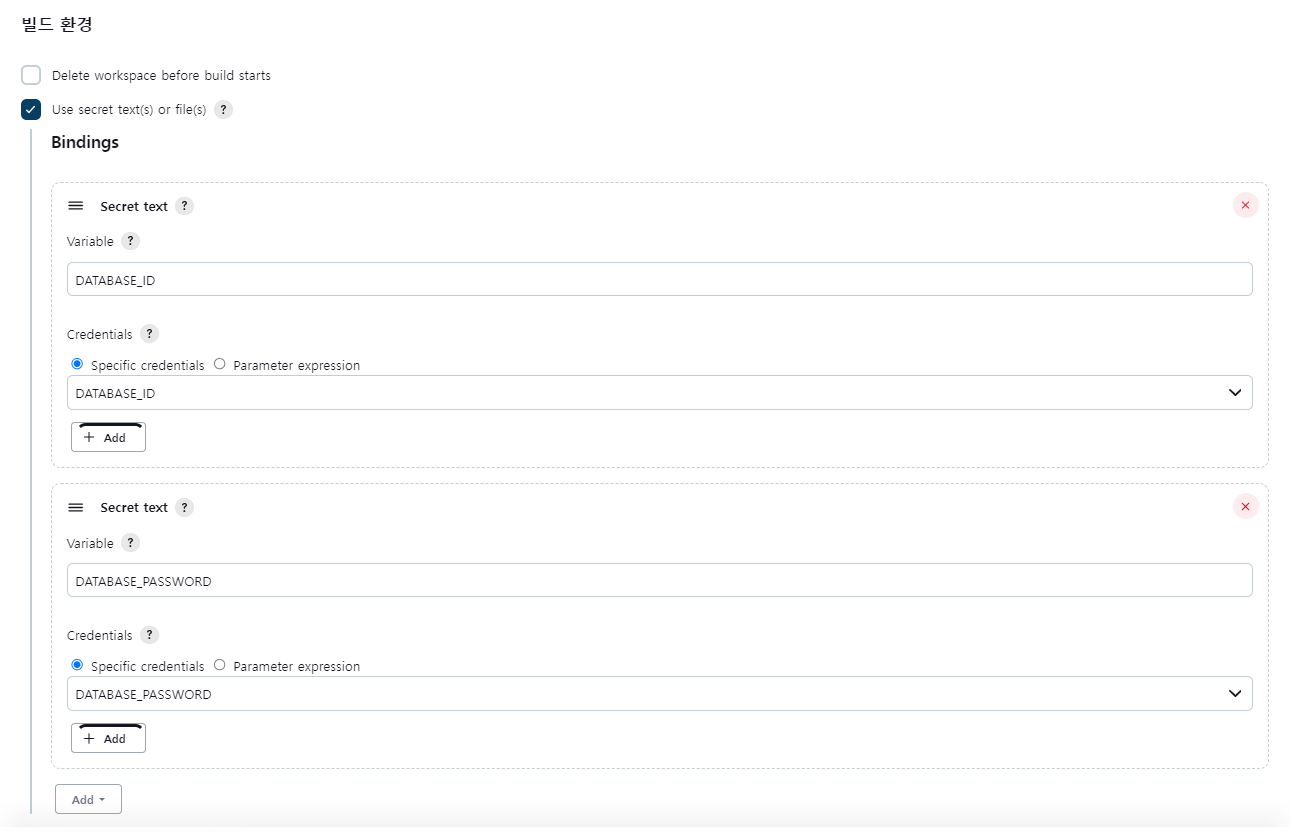 빌드 환경
Delete workspace before build starts
Use secret text(s) or file(s) ?
Bindings
Secret text ?
Variable ?
DATABASE_ID
Credentials ?
Specific credentials Parameter expression
DATABASE_ID
+ Add
Secret text ?
Variable ?
DATABASE_PASSWORD
Credentials ?
Specific credentials Parameter expression
DATABASE_PASSWORD
+ Add
Add